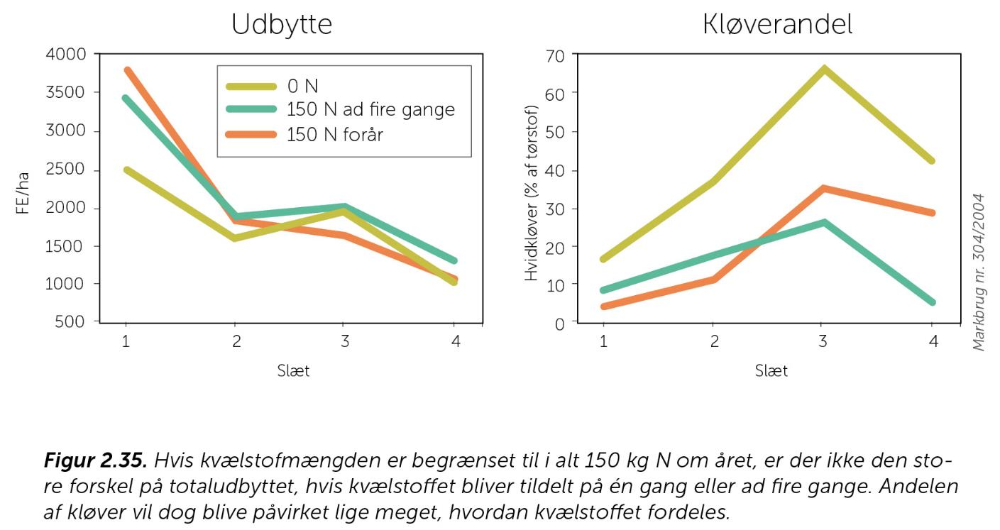 Udbytte
4000
3500
3000
2500
2000
1500
1000
500
FE/ha
0 N
150 N ad fire gange
150 N forår
1 2 3 4
Slæt
Kløverandel
70
60
50
40
30
20
10
0
Hvidkløver (% af tørstof)
1 2 3 4
Slæt
Markbrug nr. 304/2004
Figur 2.35. Hvis kvælstofmængden er begrænset til i alt 150 kg N om året, er der ikke den sto-
re forskel på totaludbyttet, hvis kvælstoffet bliver tildelt på én gang eller ad fire gange. Andelen
af kløver vil dog blive påvirket lige meget, hvordan kvælstoffet fordeles.